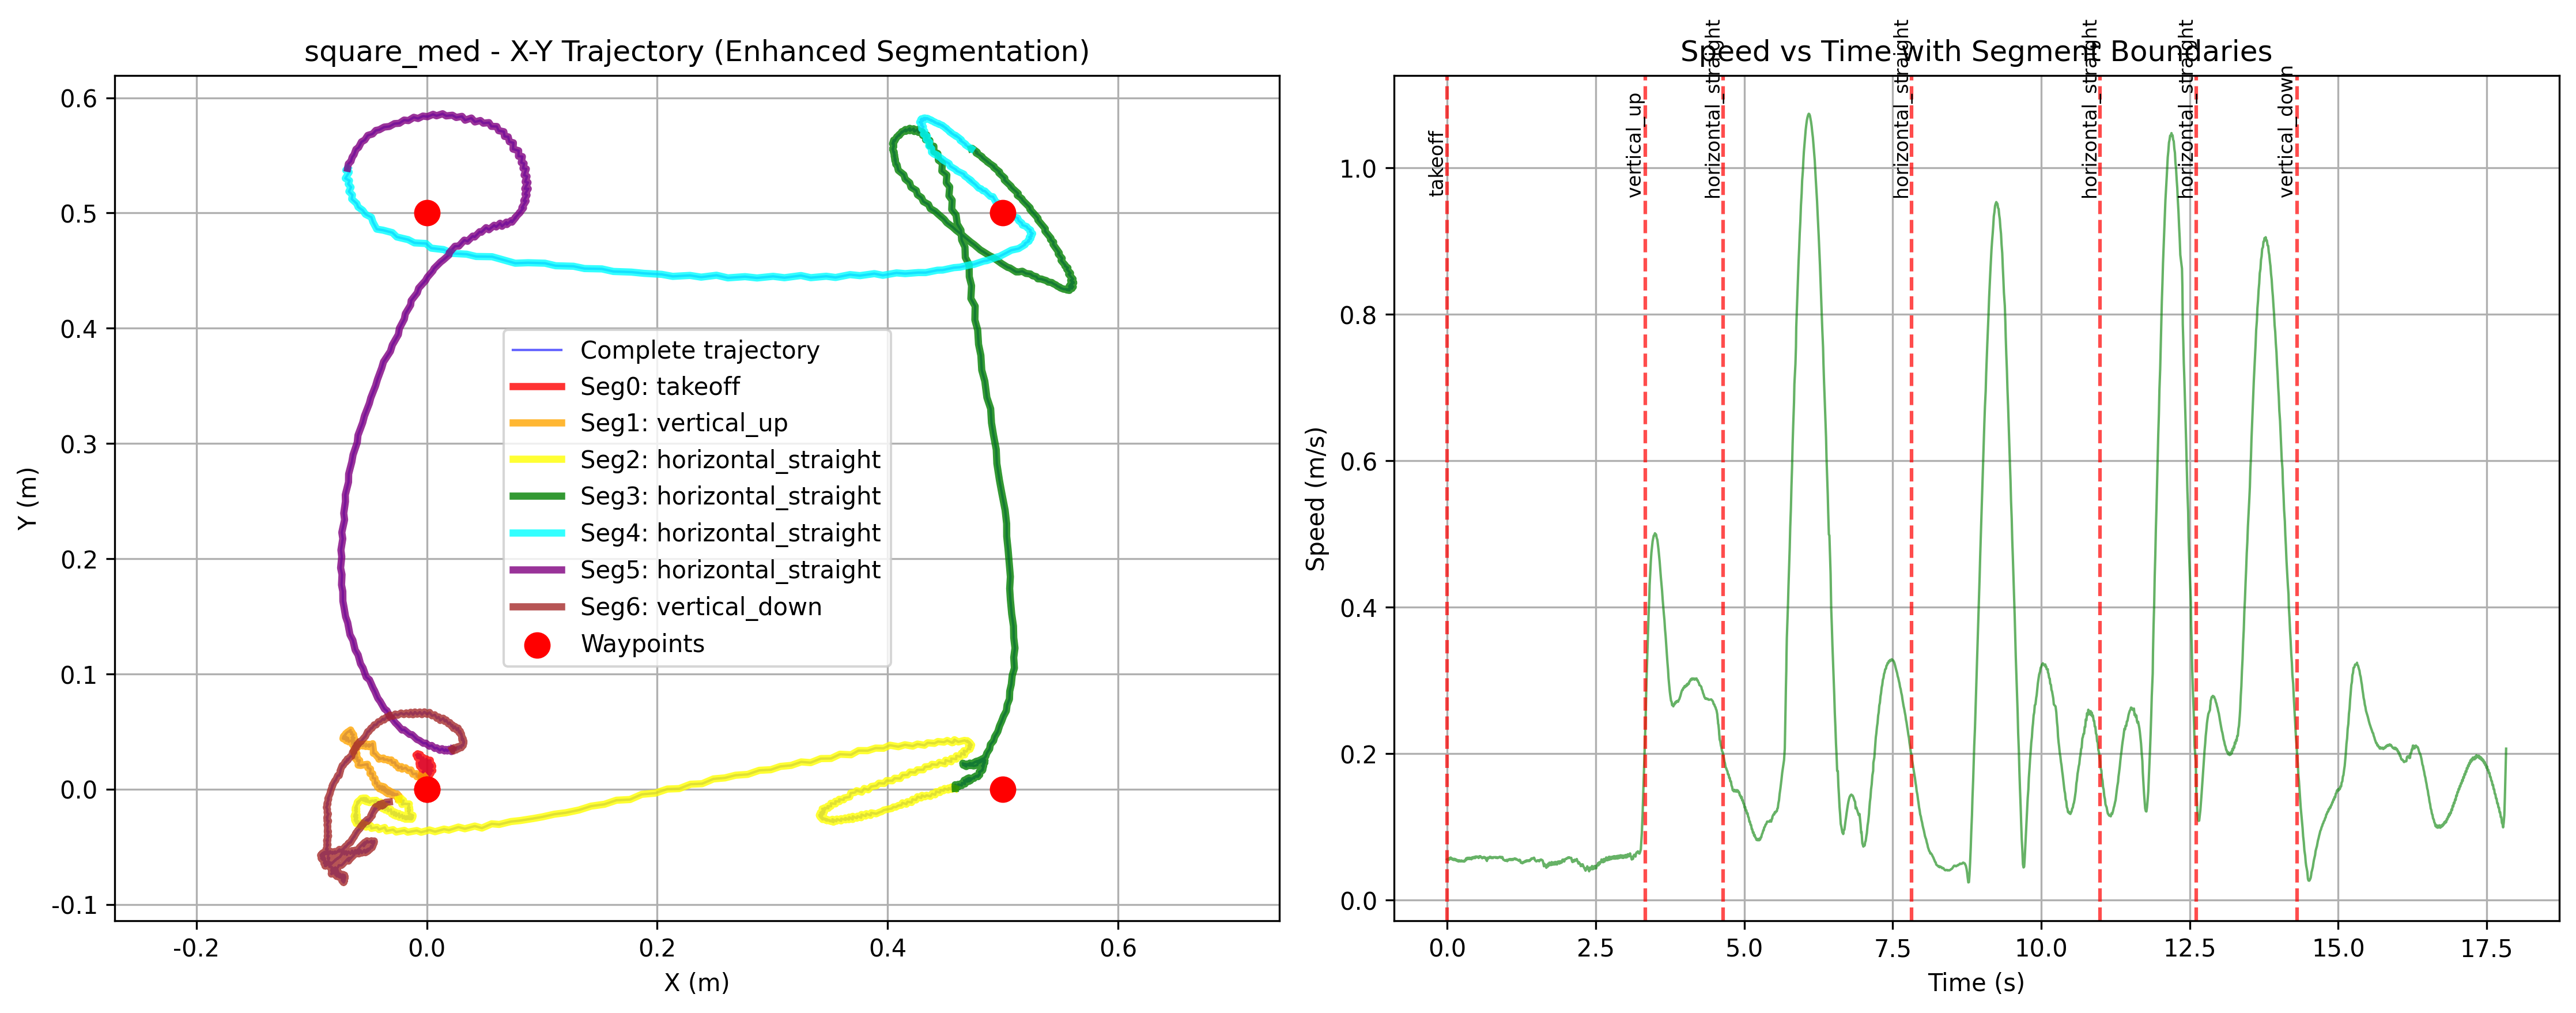 square_med - X-Y Trajectory (Enhanced Segmentation)
0.6
0.5
0.4
0.3
0.2
0.1
0.0
-0.1
Y (m)
-0.2
0.0
0.2
0.4
0.6
X (m)
Complete trajectory
Seg0: takeoff
Seg1: vertical_up
Seg2: horizontal_straight
Seg3: horizontal_straight
Seg4: horizontal_straight
Seg5: horizontal_straight
Seg6: vertical_down
Waypoints
Speed vs Time with Segment Boundaries
takeoff
vertical_up
horizontal_straight
horizontal_straight
horizontal_straight
horizontal_straight
vertical_down
1.0
0.8
0.6
0.4
0.2
0.0
Speed (m/s)
0.0
2.5
5.0
7.5
10.0
12.5
15.0
17.5
Time (s)